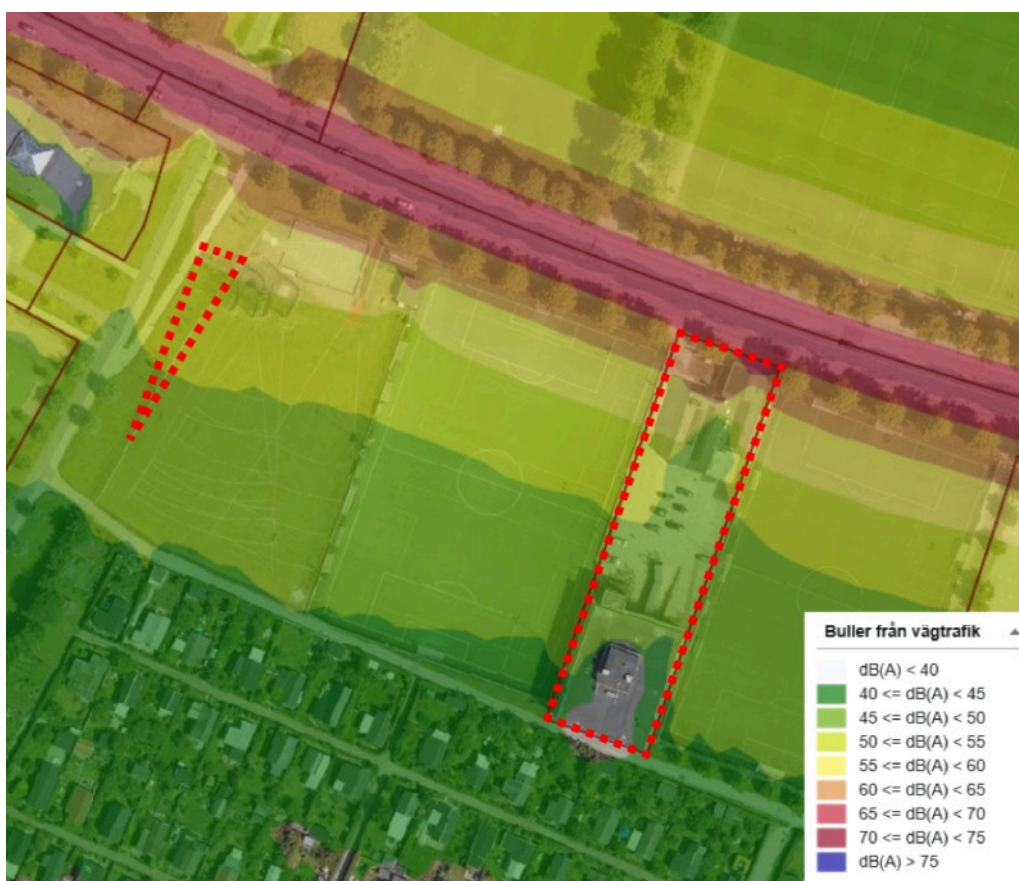 Buller från vägtrafik
dB(A) < 40
40 <= dB(A) < 45
45 <= dB(A) < 50
50 <= dB(A) < 55
55 <= dB(A) < 60
60 <= dB(A) < 65
65 <= dB(A) < 70
70 <= dB(A) < 75
dB(A) > 75